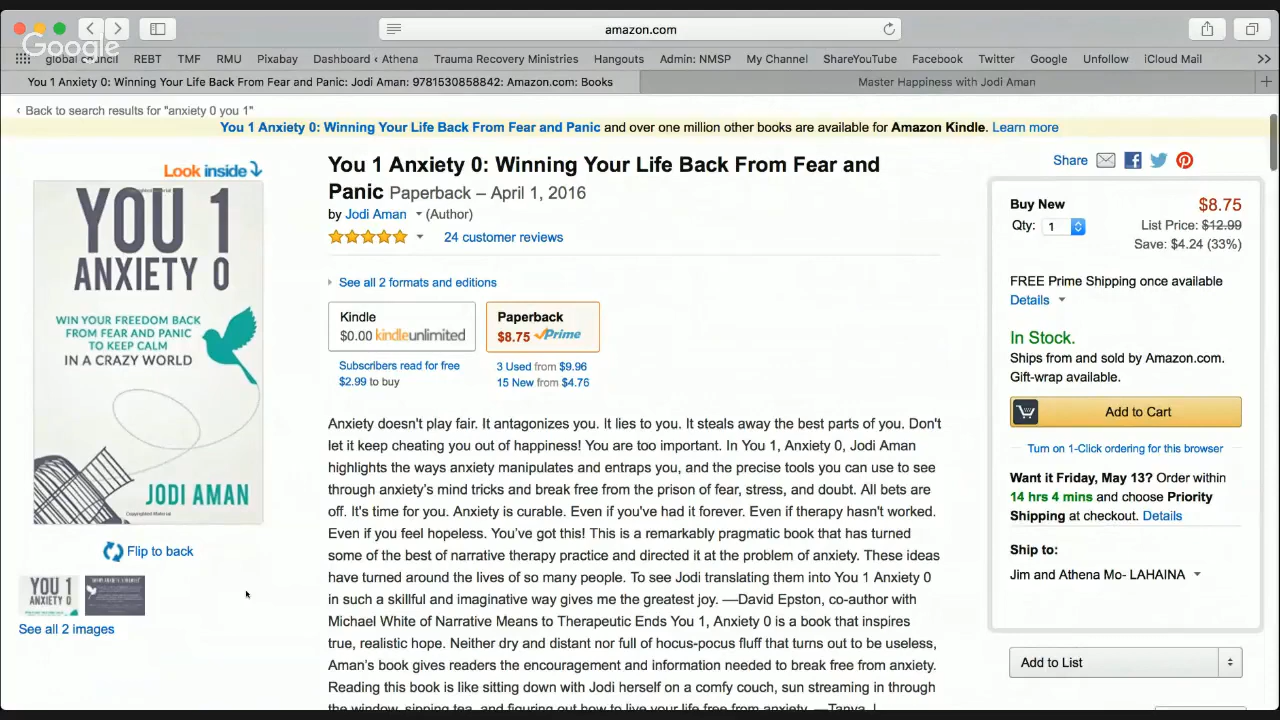 amazon.com
Google
global council REBT TMF RMU Pixabay Dashboard ‹ Athena Trauma Recovery Ministries Hangouts Admin: NMSP My Channel ShareYouTube Facebook Twitter Google Unfollow iCloud Mail
You 1 Anxiety 0: Winning Your Life Back From Fear and Panic: Jodi Aman: 9781530858842: Amazon.com: Books
Master Happiness with Jodi Aman
‹ Back to search results for "anxiety 0 you 1"
You 1 Anxiety 0: Winning Your Life Back From Fear and Panic and over one million other books are available for Amazon Kindle. Learn more
Look inside
YOU 1
ANXIETY 0
WIN YOUR FREEDOM BACK
FROM FEAR AND PANIC
TO KEEP CALM
IN A CRAZY WORLD
JODI AMAN
Copyrighted Material
Flip to back
YOU 1
ANXIETY 0
See all 2 images
You 1 Anxiety 0: Winning Your Life Back From Fear and
Panic Paperback – April 1, 2016
by Jodi Aman (Author)
24 customer reviews
See all 2 formats and editions
Kindle
$0.00 kindleunlimited
Subscribers read for free
$2.99 to buy
Paperback
$8.75 Prime
3 Used from $9.96
15 New from $4.76
Anxiety doesn't play fair. It antagonizes you. It lies to you. It steals away the best parts of you. Don't
let it keep cheating you out of happiness! You are too important. In You 1, Anxiety 0, Jodi Aman
highlights the ways anxiety manipulates and entraps you, and the precise tools you can use to see
through anxiety's mind tricks and break free from the prison of fear, stress, and doubt. All bets are
off. It's time for you. Anxiety is curable. Even if you've had it forever. Even if therapy hasn't worked.
Even if you feel hopeless. You've got this! This is a remarkably pragmatic book that has turned
some of the best of narrative therapy practice and directed it at the problem of anxiety. These ideas
have turned around the lives of so many people. To see Jodi translating them into You 1 Anxiety 0
in such a skillful and imaginative way gives me the greatest joy. —David Epston, co-author with
Michael White of Narrative Means to Therapeutic Ends You 1, Anxiety 0 is a book that inspires
true, realistic hope. Neither dry and distant nor full of hocus-pocus fluff that turns out to be useless,
Aman's book gives readers the encouragement and information needed to break free from anxiety.
Reading this book is like sitting down with Jodi herself on a comfy couch, sun streaming in through
the window, sipping tea, and figuring out how to live your life free from anxiety. —Tanya J.
Share
Buy New $8.75
Qty: 1 List Price: $12.99
Save: $4.24 (33%)
FREE Prime Shipping once available
Details
In Stock.
Ships from and sold by Amazon.com.
Gift-wrap available.
Add to Cart
Turn on 1-Click ordering for this browser
Want it Friday, May 13? Order within
14 hrs 4 mins and choose Priority
Shipping at checkout. Details
Ship to:
Jim and Athena Mo- LAHAINA
Add to List